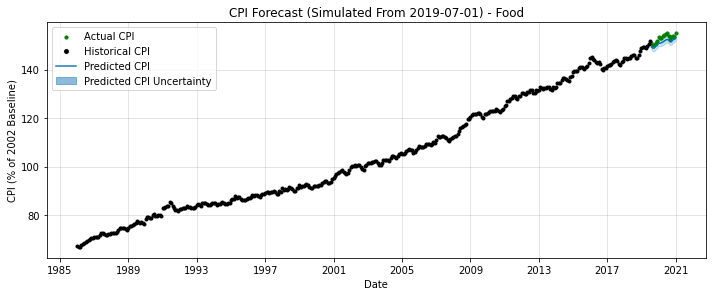 CPI Forecast (Simulated From 2019-07-01) - Food
Actual CPI
Historical CPI
Predicted CPI
Predicted CPI Uncertainty
CPI (% of 2002 Baseline)
140
120
100
80
1985 1989 1993 1997 2001 2005 2009 2013 2017 2021
Date